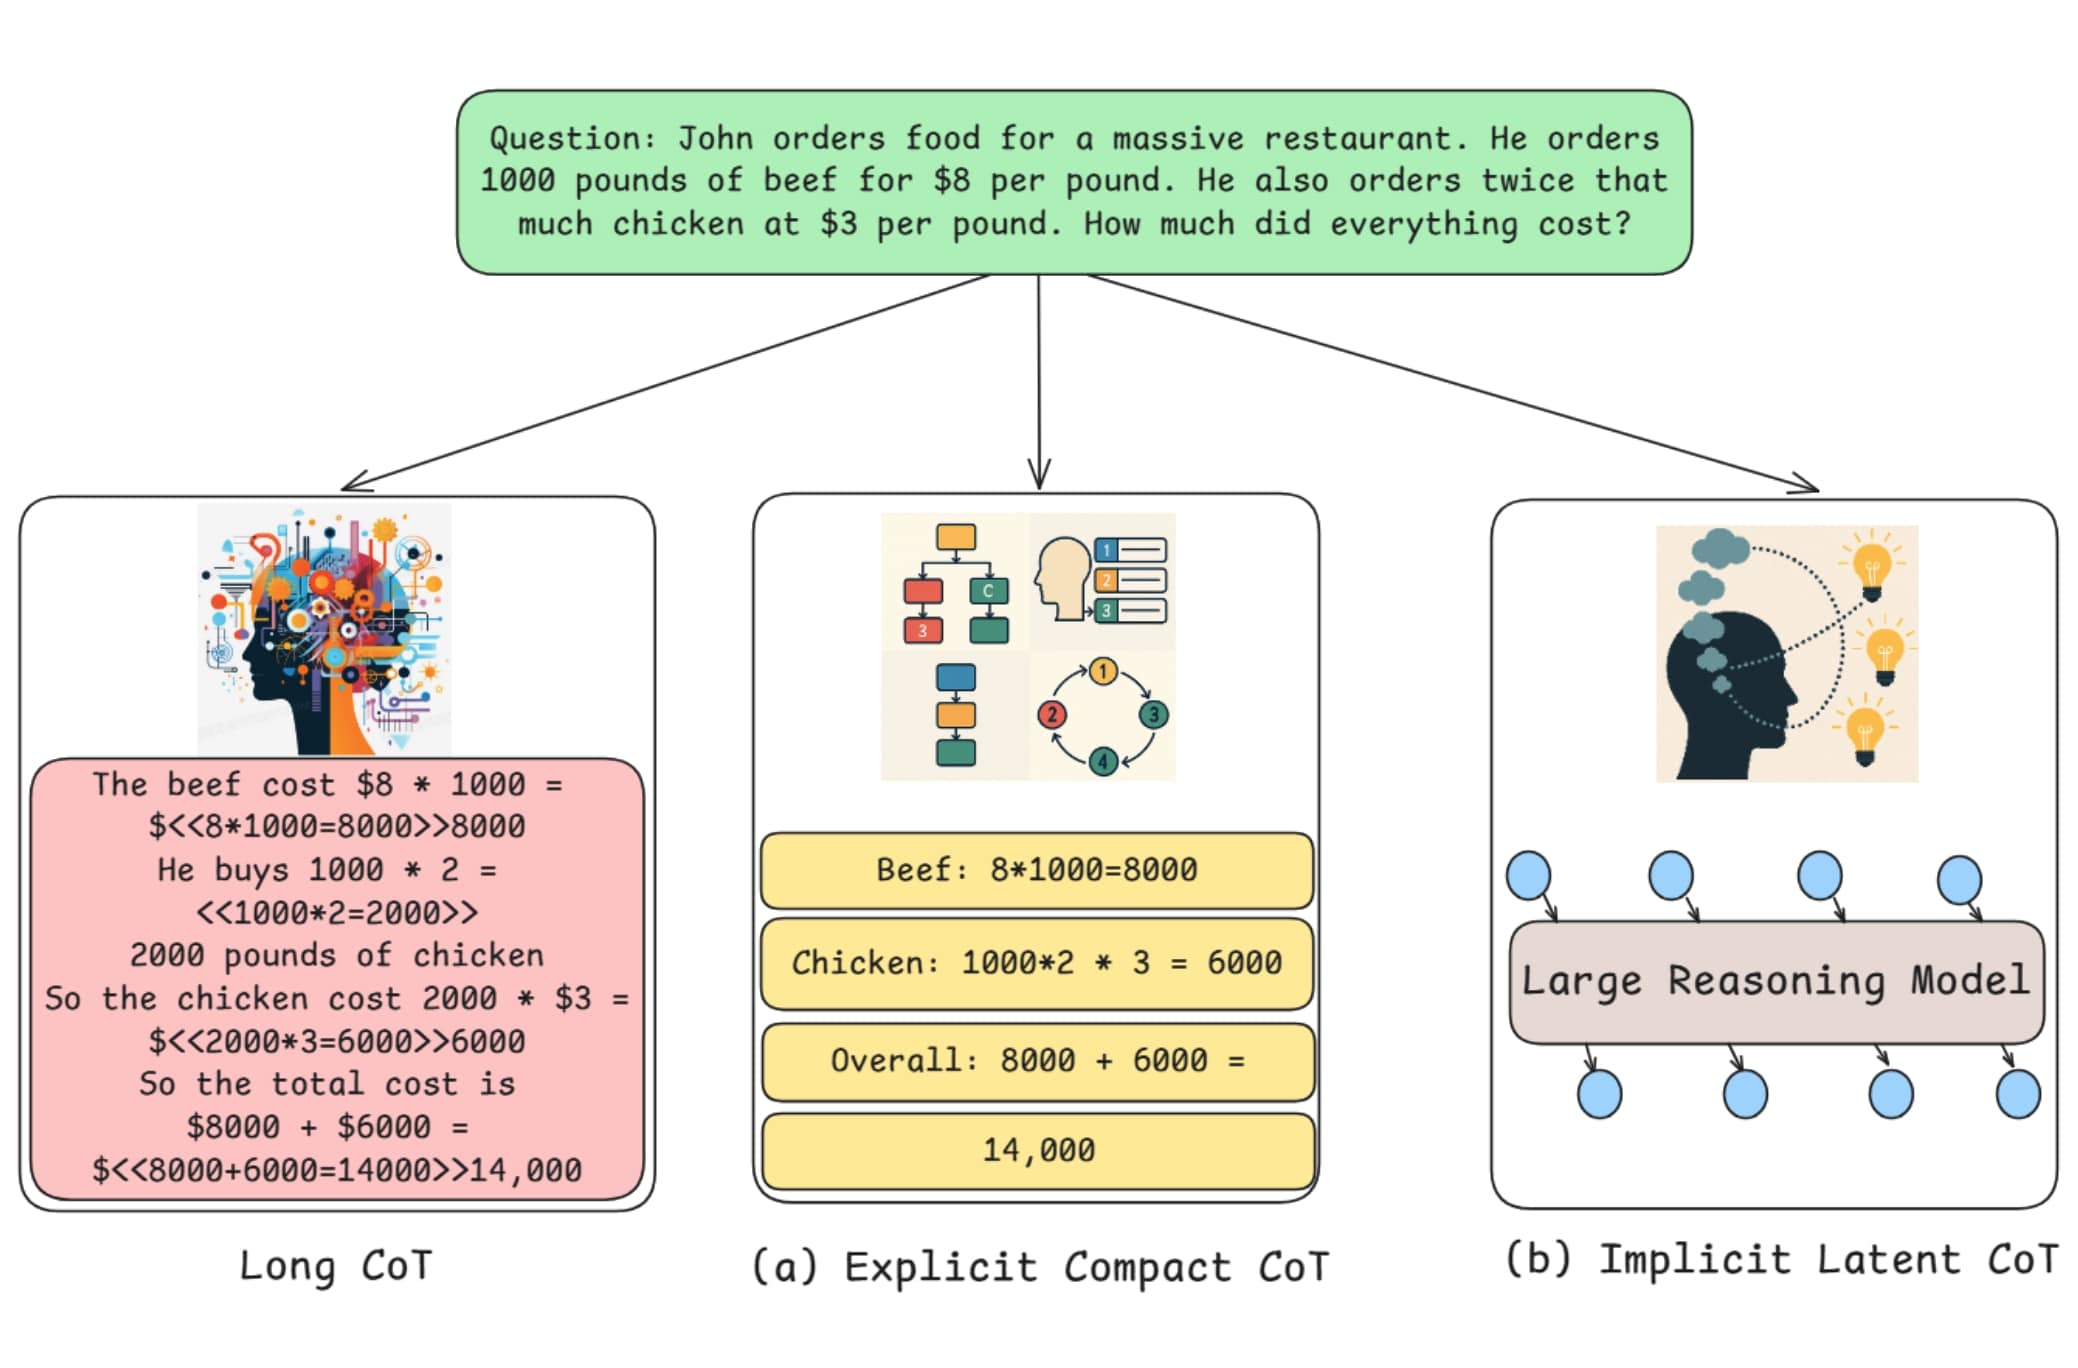 Question: John orders food for a massive restaurant. He orders
1000 pounds of beef for $8 per pound. He also orders twice that
much chicken at $3 per pound. How much did everything cost?
The beef cost $8 * 1000 =
$<<8*1000=8000>>8000
He buys 1000 * 2 =
<<1000*2=2000>>
2000 pounds of chicken
So the chicken cost 2000 * $3 =
$<<2000*3=6000>>6000
So the total cost is
$8000 + $6000 =
$<<8000+6000=14000>>14,000
Long CoT
C
3
1
2
3
1
2
3
4
Beef: 8*1000=8000
Chicken: 1000*2 * 3 = 6000
Overall: 8000 + 6000 =
14,000
(a) Explicit Compact CoT
Large Reasoning Model
(b) Implicit Latent CoT